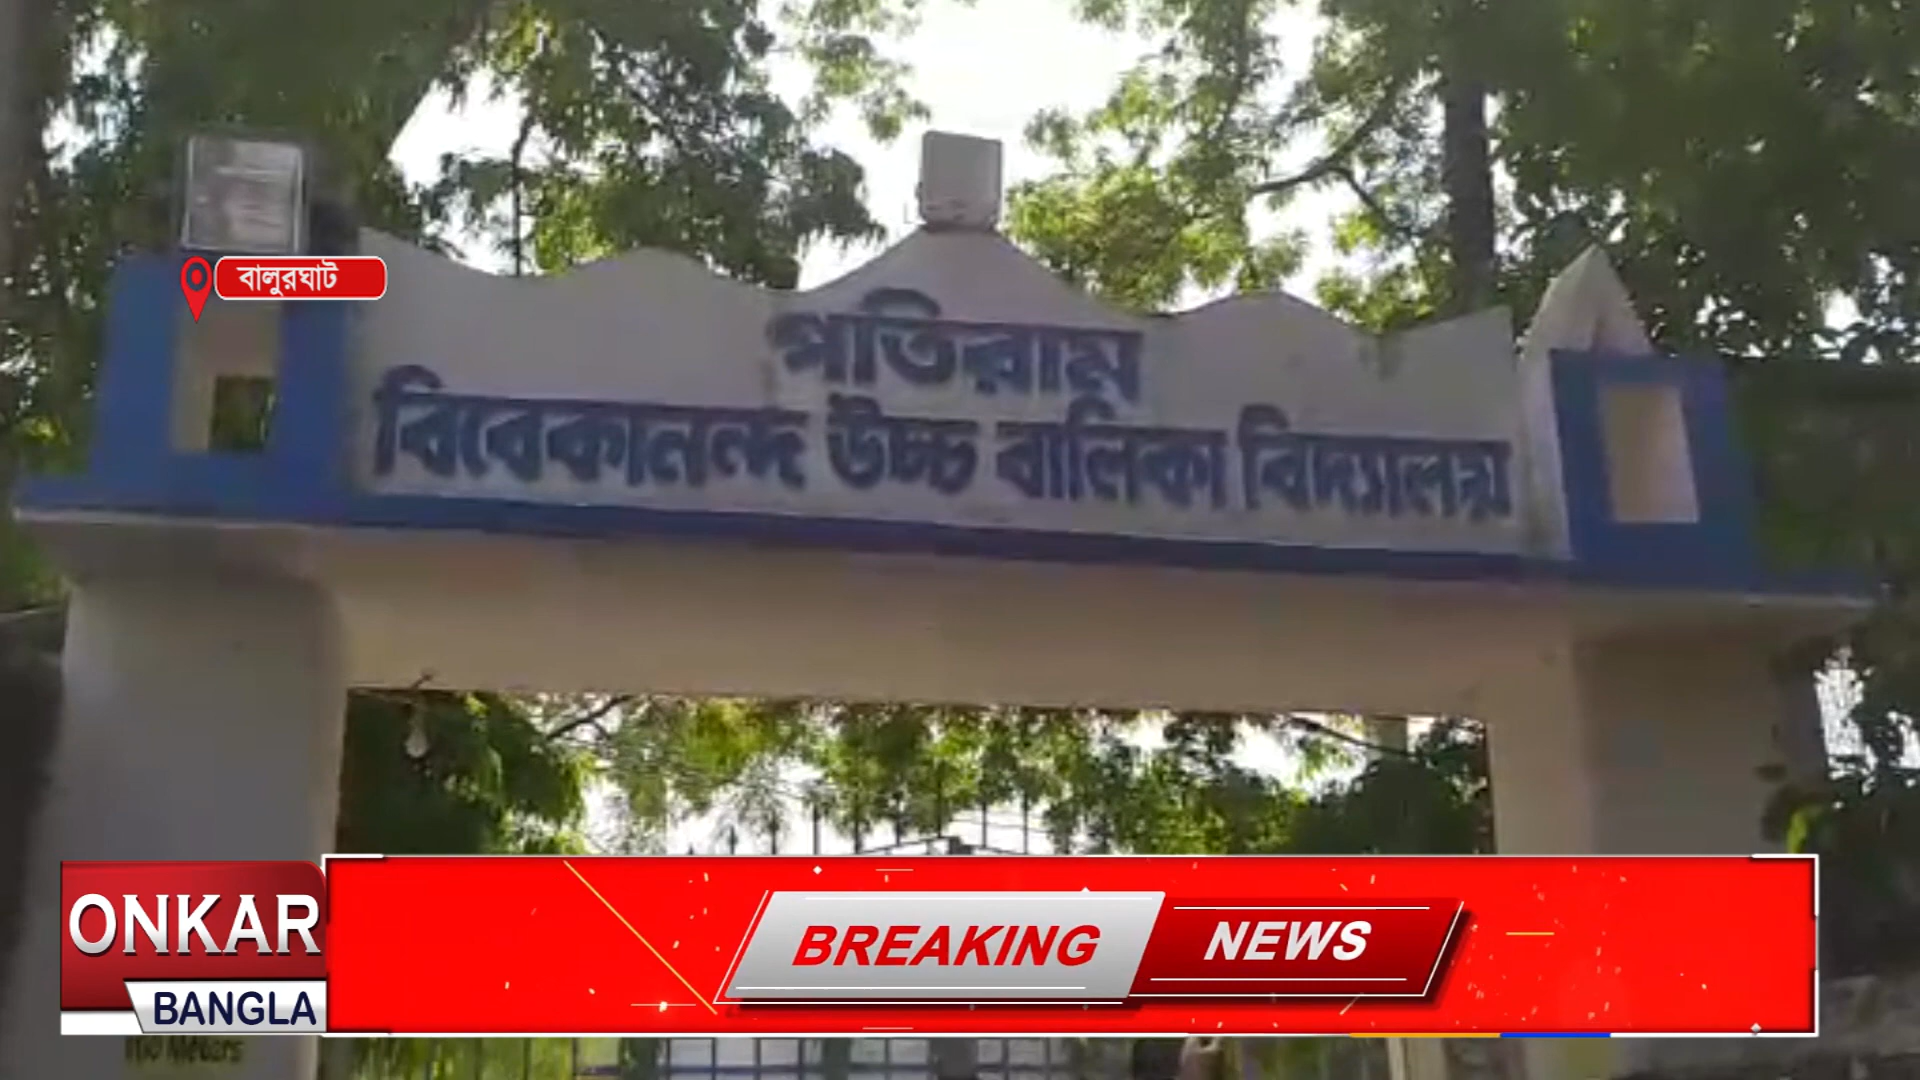 বালুরঘাট
পতিরাম
বিবেকানন্দ উচ্চ বালিকা বিদ্যালয়
ONKAR
BANGLA
BREAKING NEWS